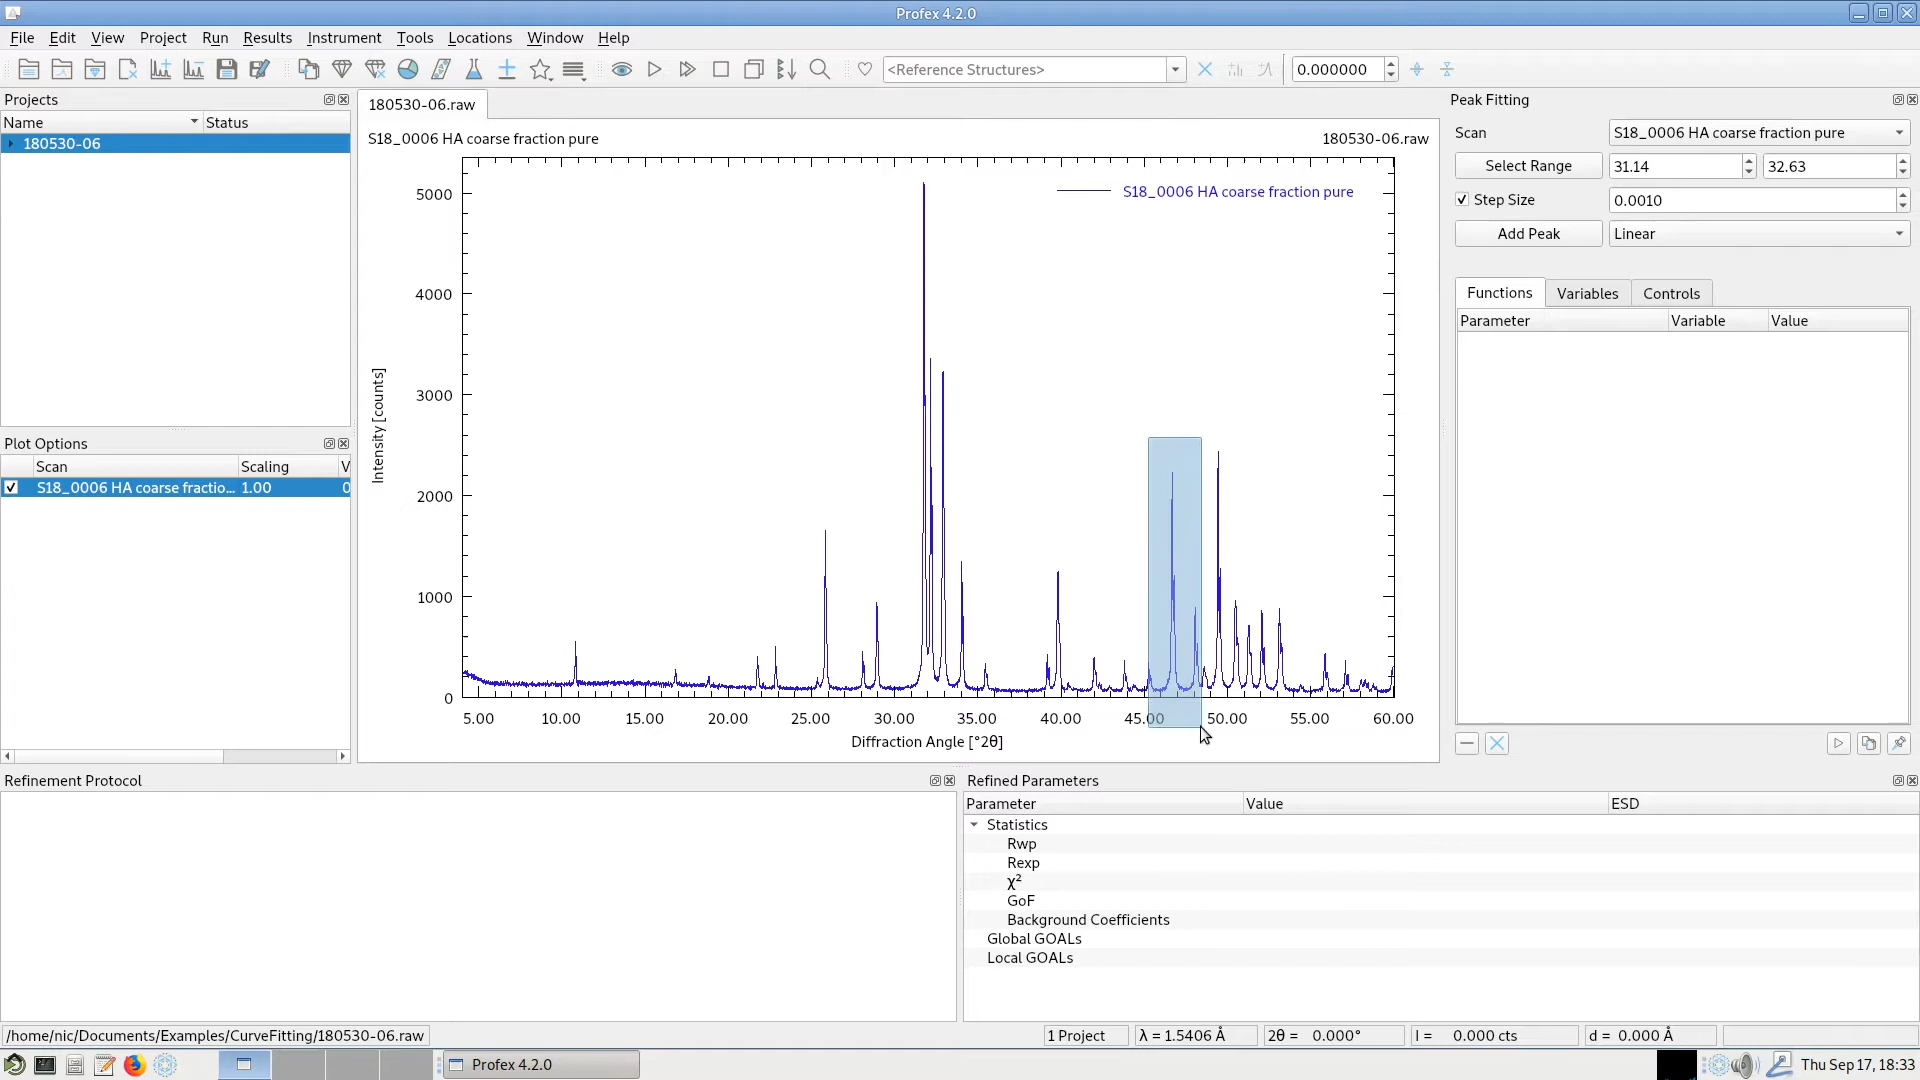 Profex 4.2.0
File Edit View Project Run Results Instrument Tools Locations Window Help
<Reference Structures> 0.000000
Projects
Name Status
180530-06
Plot Options
Scan Scaling V
S18_0006 HA coarse fractio... 1.00 0
180530-06.raw
S18_0006 HA coarse fraction pure 180530-06.raw
S18_0006 HA coarse fraction pure
Intensity [counts]
5000
4000
3000
2000
1000
0
5.00 10.00 15.00 20.00 25.00 30.00 35.00 40.00 45.00 50.00 55.00 60.00
Diffraction Angle [°2θ]
Peak Fitting
Scan S18_0006 HA coarse fraction pure
Select Range 31.14 32.63
Step Size 0.0010
Add Peak Linear
Functions Variables Controls
Parameter Variable Value
Refinement Protocol
Refined Parameters
Parameter Value ESD
Statistics
Rwp
Rexp
χ²
GoF
Background Coefficients
Global GOALs
Local GOALs
/home/nic/Documents/Examples/CurveFitting/180530-06.raw 1 Project λ = 1.5406 Å 2θ = 0.000° I = 0.000 cts d = 0.000 Å
Profex 4.2.0 Thu Sep 17, 18:33